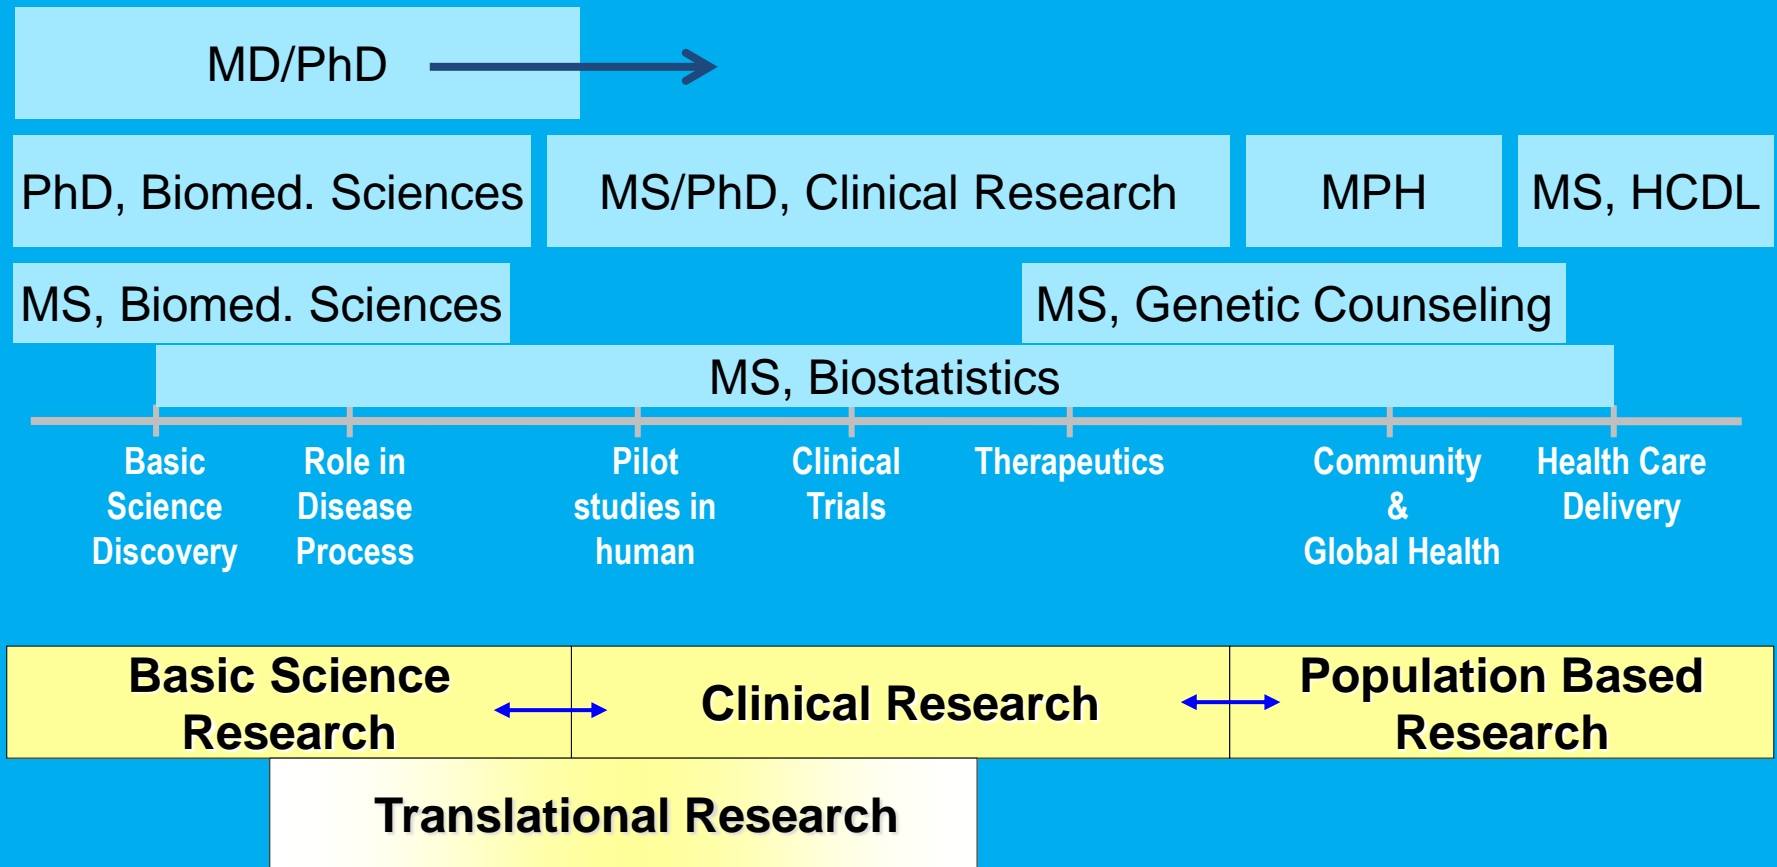 MD/PhD
PhD, Biomed. Sciences
MS/PhD, Clinical Research
MPH
MS, HCDL
MS, Biomed. Sciences
MS, Genetic Counseling
MS, Biostatistics
Basic
Science
Discovery
Role in
Disease
Process
Pilot
studies in
human
Clinical
Trials
Therapeutics
Community
&
Global Health
Health Care
Delivery
Basic Science
Research
Clinical Research
Population Based
Research
Translational Research